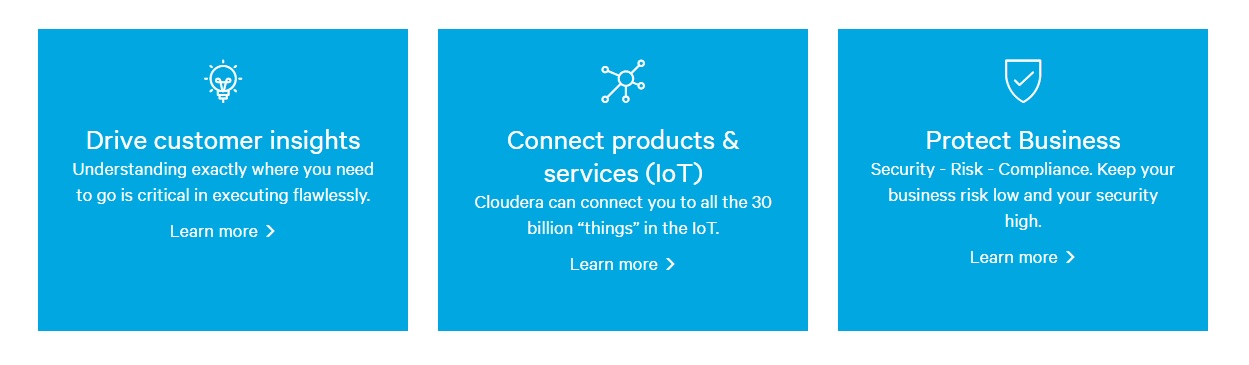 Drive customer insights
Understanding exactly where you need
to go is critical in executing flawlessly.
Learn more
Connect products &
services (IoT)
Cloudera can connect you to all the 30
billion “things” in the IoT.
Learn more
Protect Business
Security - Risk - Compliance. Keep your
business risk low and your security
high.
Learn more